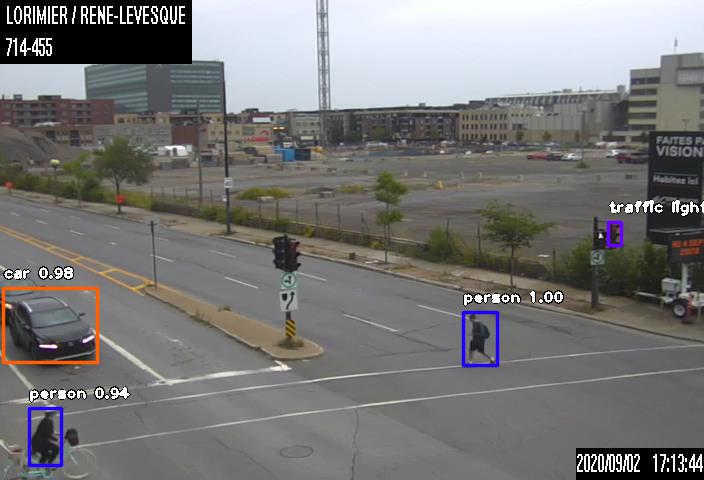 LORIMIER / RENE-LEVESQUE
714-455
FAITES PA
VISION
Habitez ici
traffic light
car 0.98
person 1.00
person 0.94
2020/09/02 17:13:44